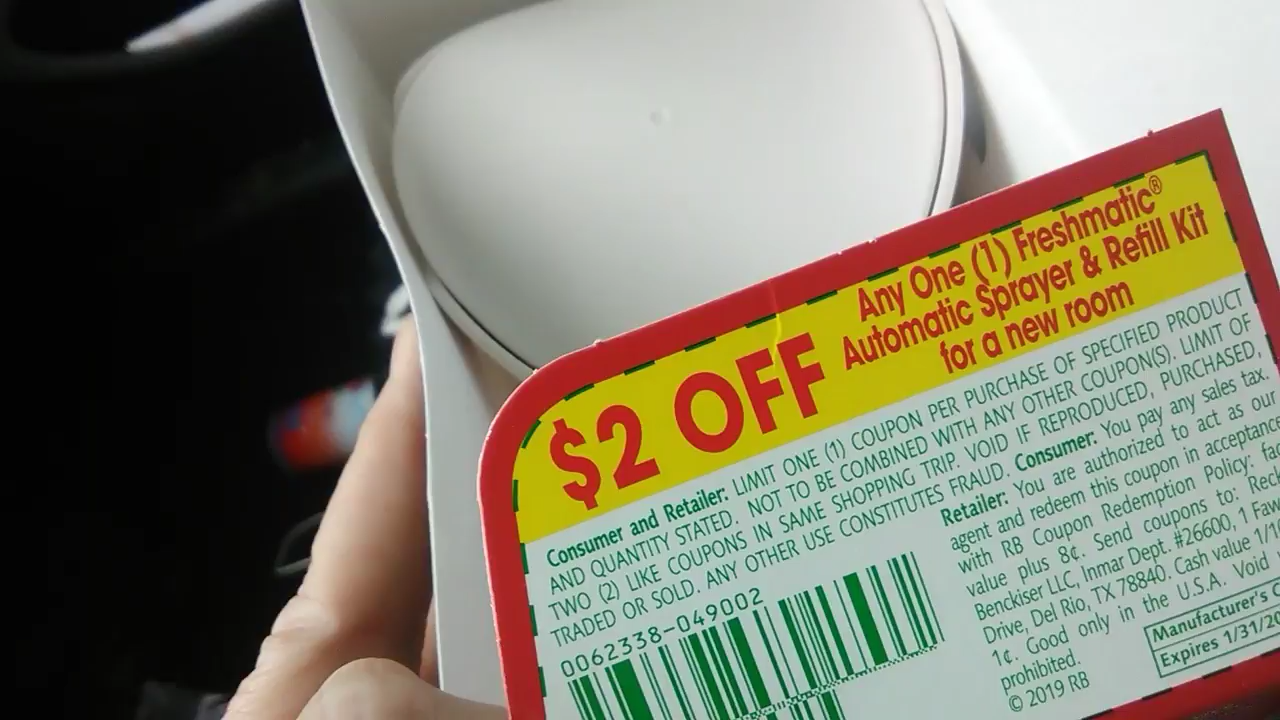 $2 OFF
Any One (1) Freshmatic®
Automatic Sprayer & Refill Kit
for a new room
Consumer and Retailer: LIMIT ONE (1) COUPON PER PURCHASE OF SPECIFIED PRODUCT
AND QUANTITY STATED. NOT TO BE COMBINED WITH ANY OTHER COUPON(S). LIMIT OF
TWO (2) LIKE COUPONS IN SAME SHOPPING TRIP. VOID IF REPRODUCED, PURCHASED,
TRADED OR SOLD. ANY OTHER USE CONSTITUTES FRAUD. Consumer: You pay any sales tax
0062338-049002
Retailer: You are authorized to act as our
agent and redeem this coupon in
with RB Coupon Redemption Policy:
value plus 8¢. Send coupons to:
Benckiser LLC, Inmar Dept. #26600, 1
Drive, Del Rio, TX 78840. Cash value
1¢. Good only in the U.S.A. Void
prohibited.
© 2019 RB
Manufacturer's
Expires 1/31/